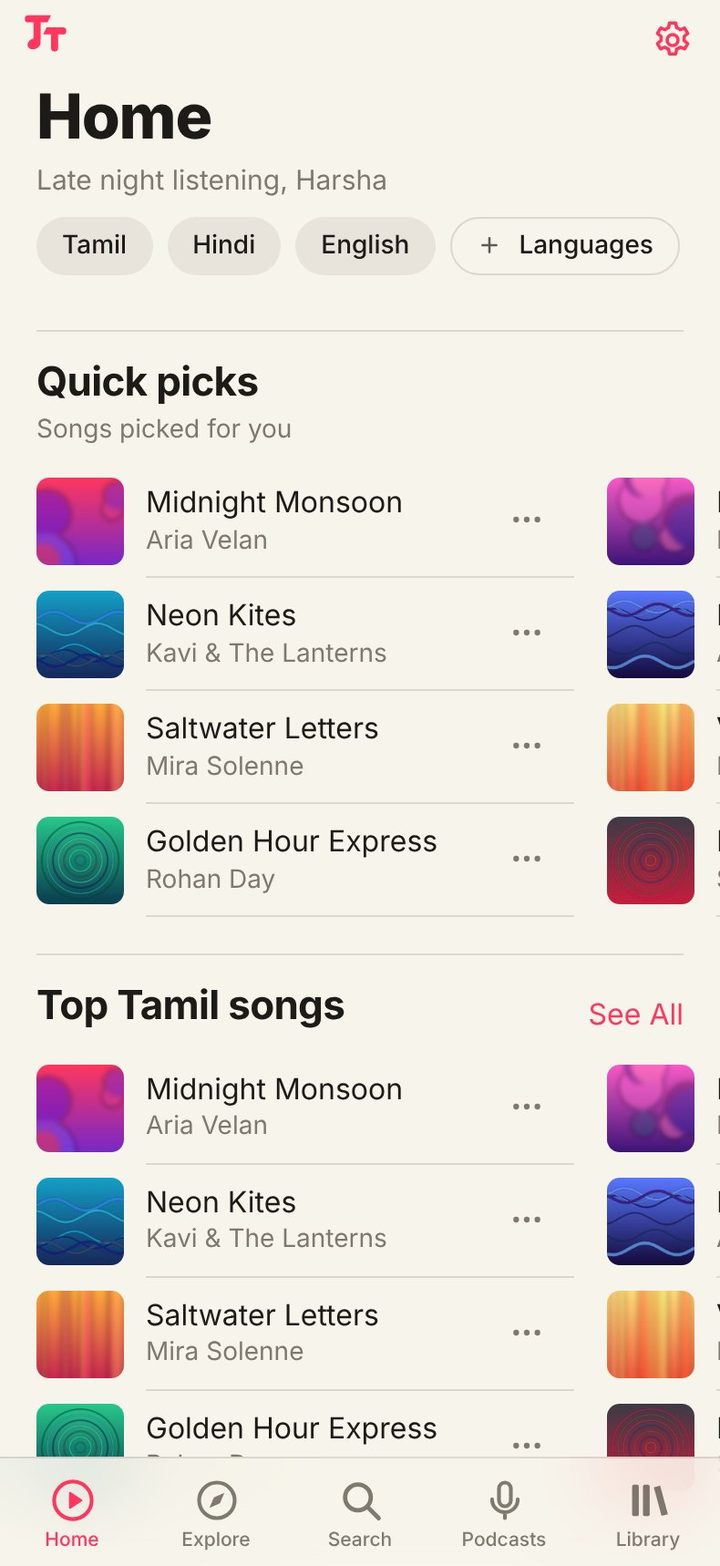 JT
Home
Late night listening, Harsha
Tamil
Hindi
English
+ Languages
Quick picks
Songs picked for you
Midnight Monsoon
Aria Velan
Neon Kites
Kavi & The Lanterns
Saltwater Letters
Mira Solenne
Golden Hour Express
Rohan Day
Top Tamil songs
See All
Midnight Monsoon
Aria Velan
Neon Kites
Kavi & The Lanterns
Saltwater Letters
Mira Solenne
Golden Hour Express
Home
Explore
Search
Podcasts
Library